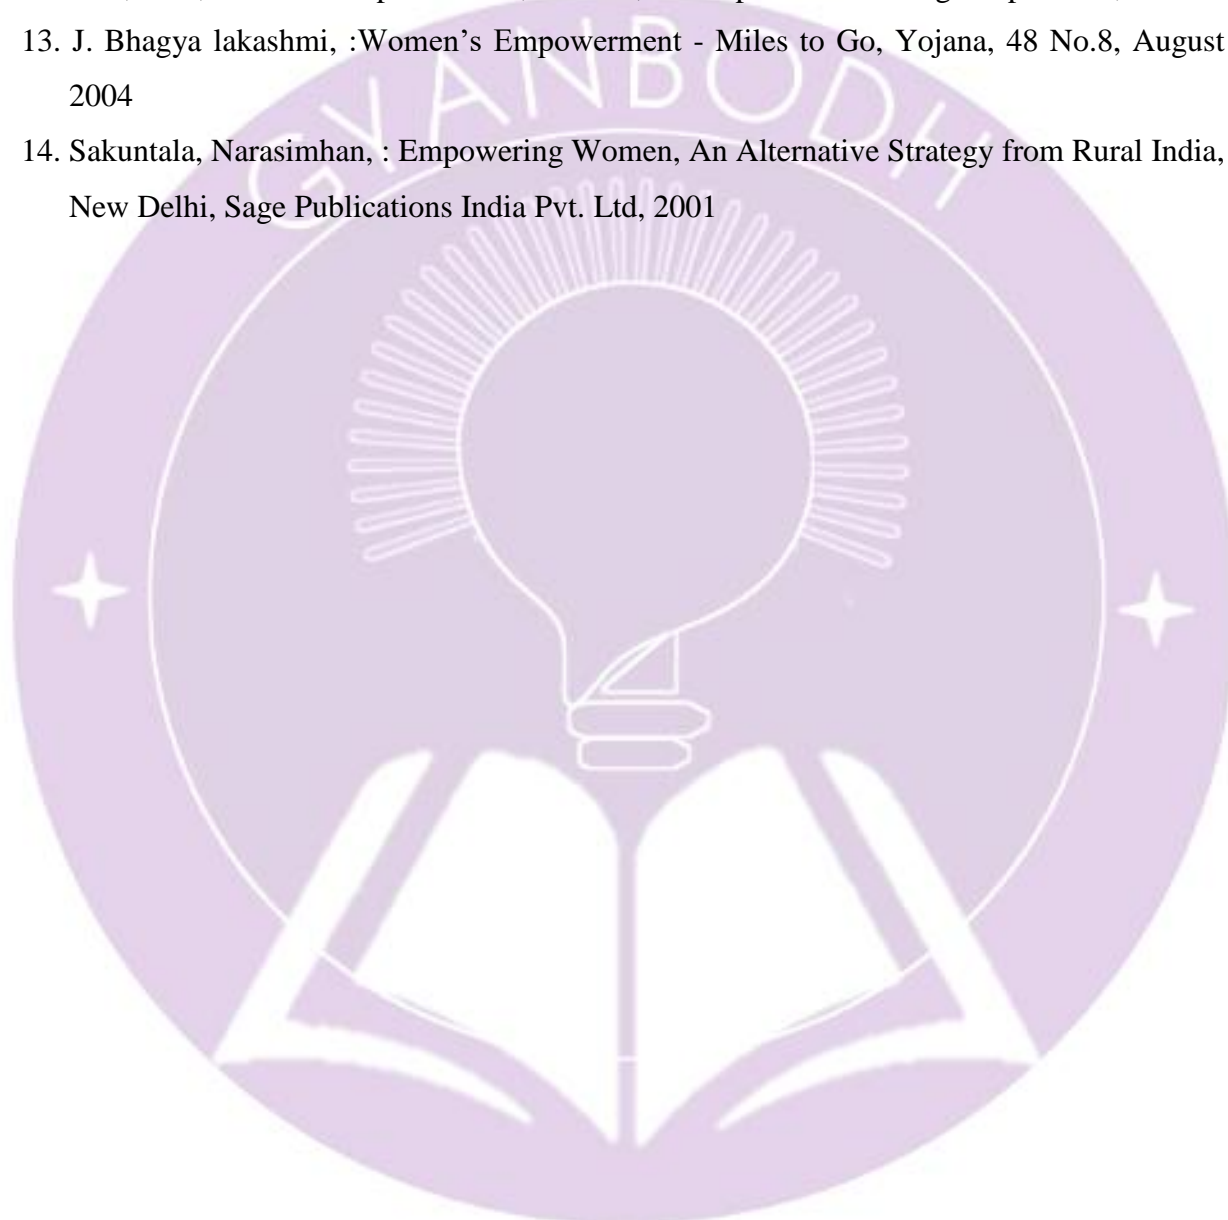 13. J. Bhagya lakashmi, :Women's Empowerment - Miles to Go, Yojana, 48 No.8, August
2004
14. Sakuntala, Narasimhan, : Empowering Women, An Alternative Strategy from Rural India,
New Delhi, Sage Publications India Pvt. Ltd, 2001
GYANBODH